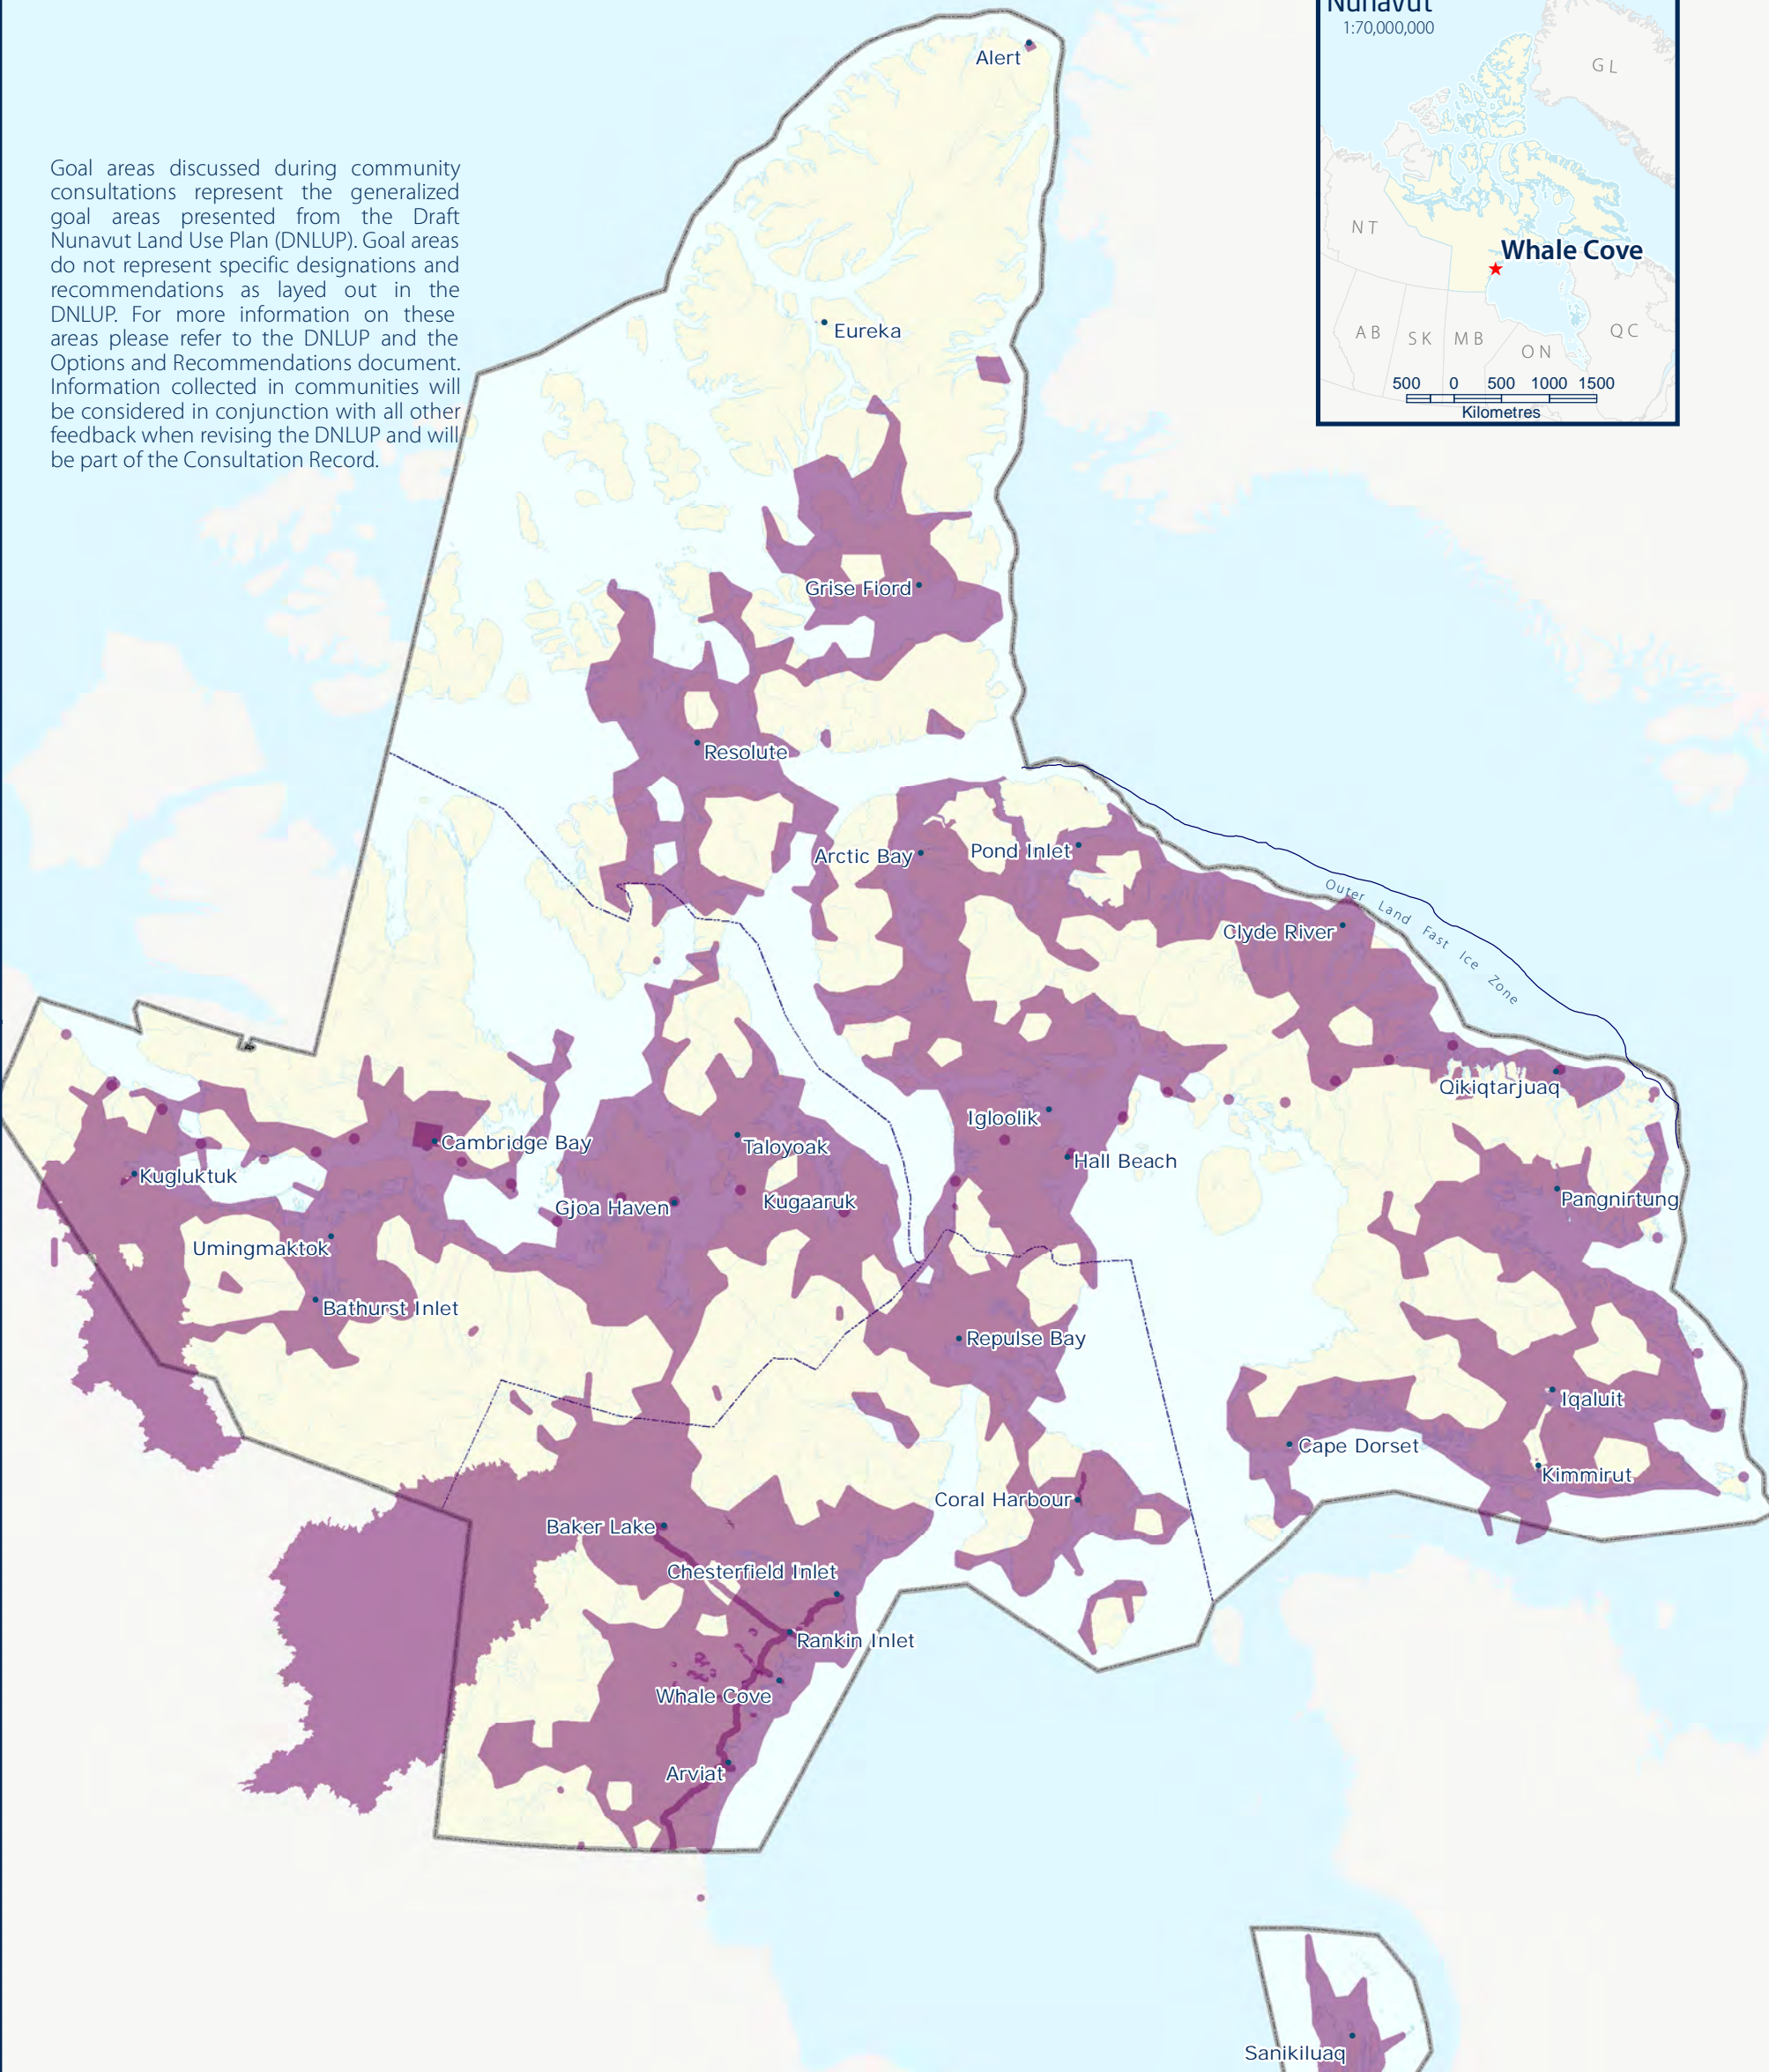 Nunavut
1:70,000,000
GL
NT
Whale Cove
AB
SK
MB
ON
QC
500 0 500 1000 1500
Kilometres
Goal areas discussed during community
consultations represent the generalized
goal areas presented from the Draft
Nunavut Land Use Plan (DNLUP). Goal areas
do not represent specific designations and
recommendations as layed out in the
DNLUP. For more information on these
areas please refer to the DNLUP and the
Options and Recommendations document.
Information collected in communities will
be considered in conjunction with all other
feedback when revising the DNLUP and will
be part of the Consultation Record.
Alert
Eureka
Grise Fiord
Resolute
Arctic Bay
Pond Inlet
Outer Land Fast Ice Zone
Clyde River
Qikiqtarjuaq
Igloolik
Cambridge Bay
Taloyoak
Hall Beach
Kugluktuk
Gjoa Haven
Kugaaruk
Pangnirtung
Umingmaktok
Bathurst Inlet
Repulse Bay
Iqaluit
Cape Dorset
Kimmirut
Coral Harbour
Baker Lake
Chesterfield Inlet
Rankin Inlet
Whale Cove
Arviat
Sanikiluaq